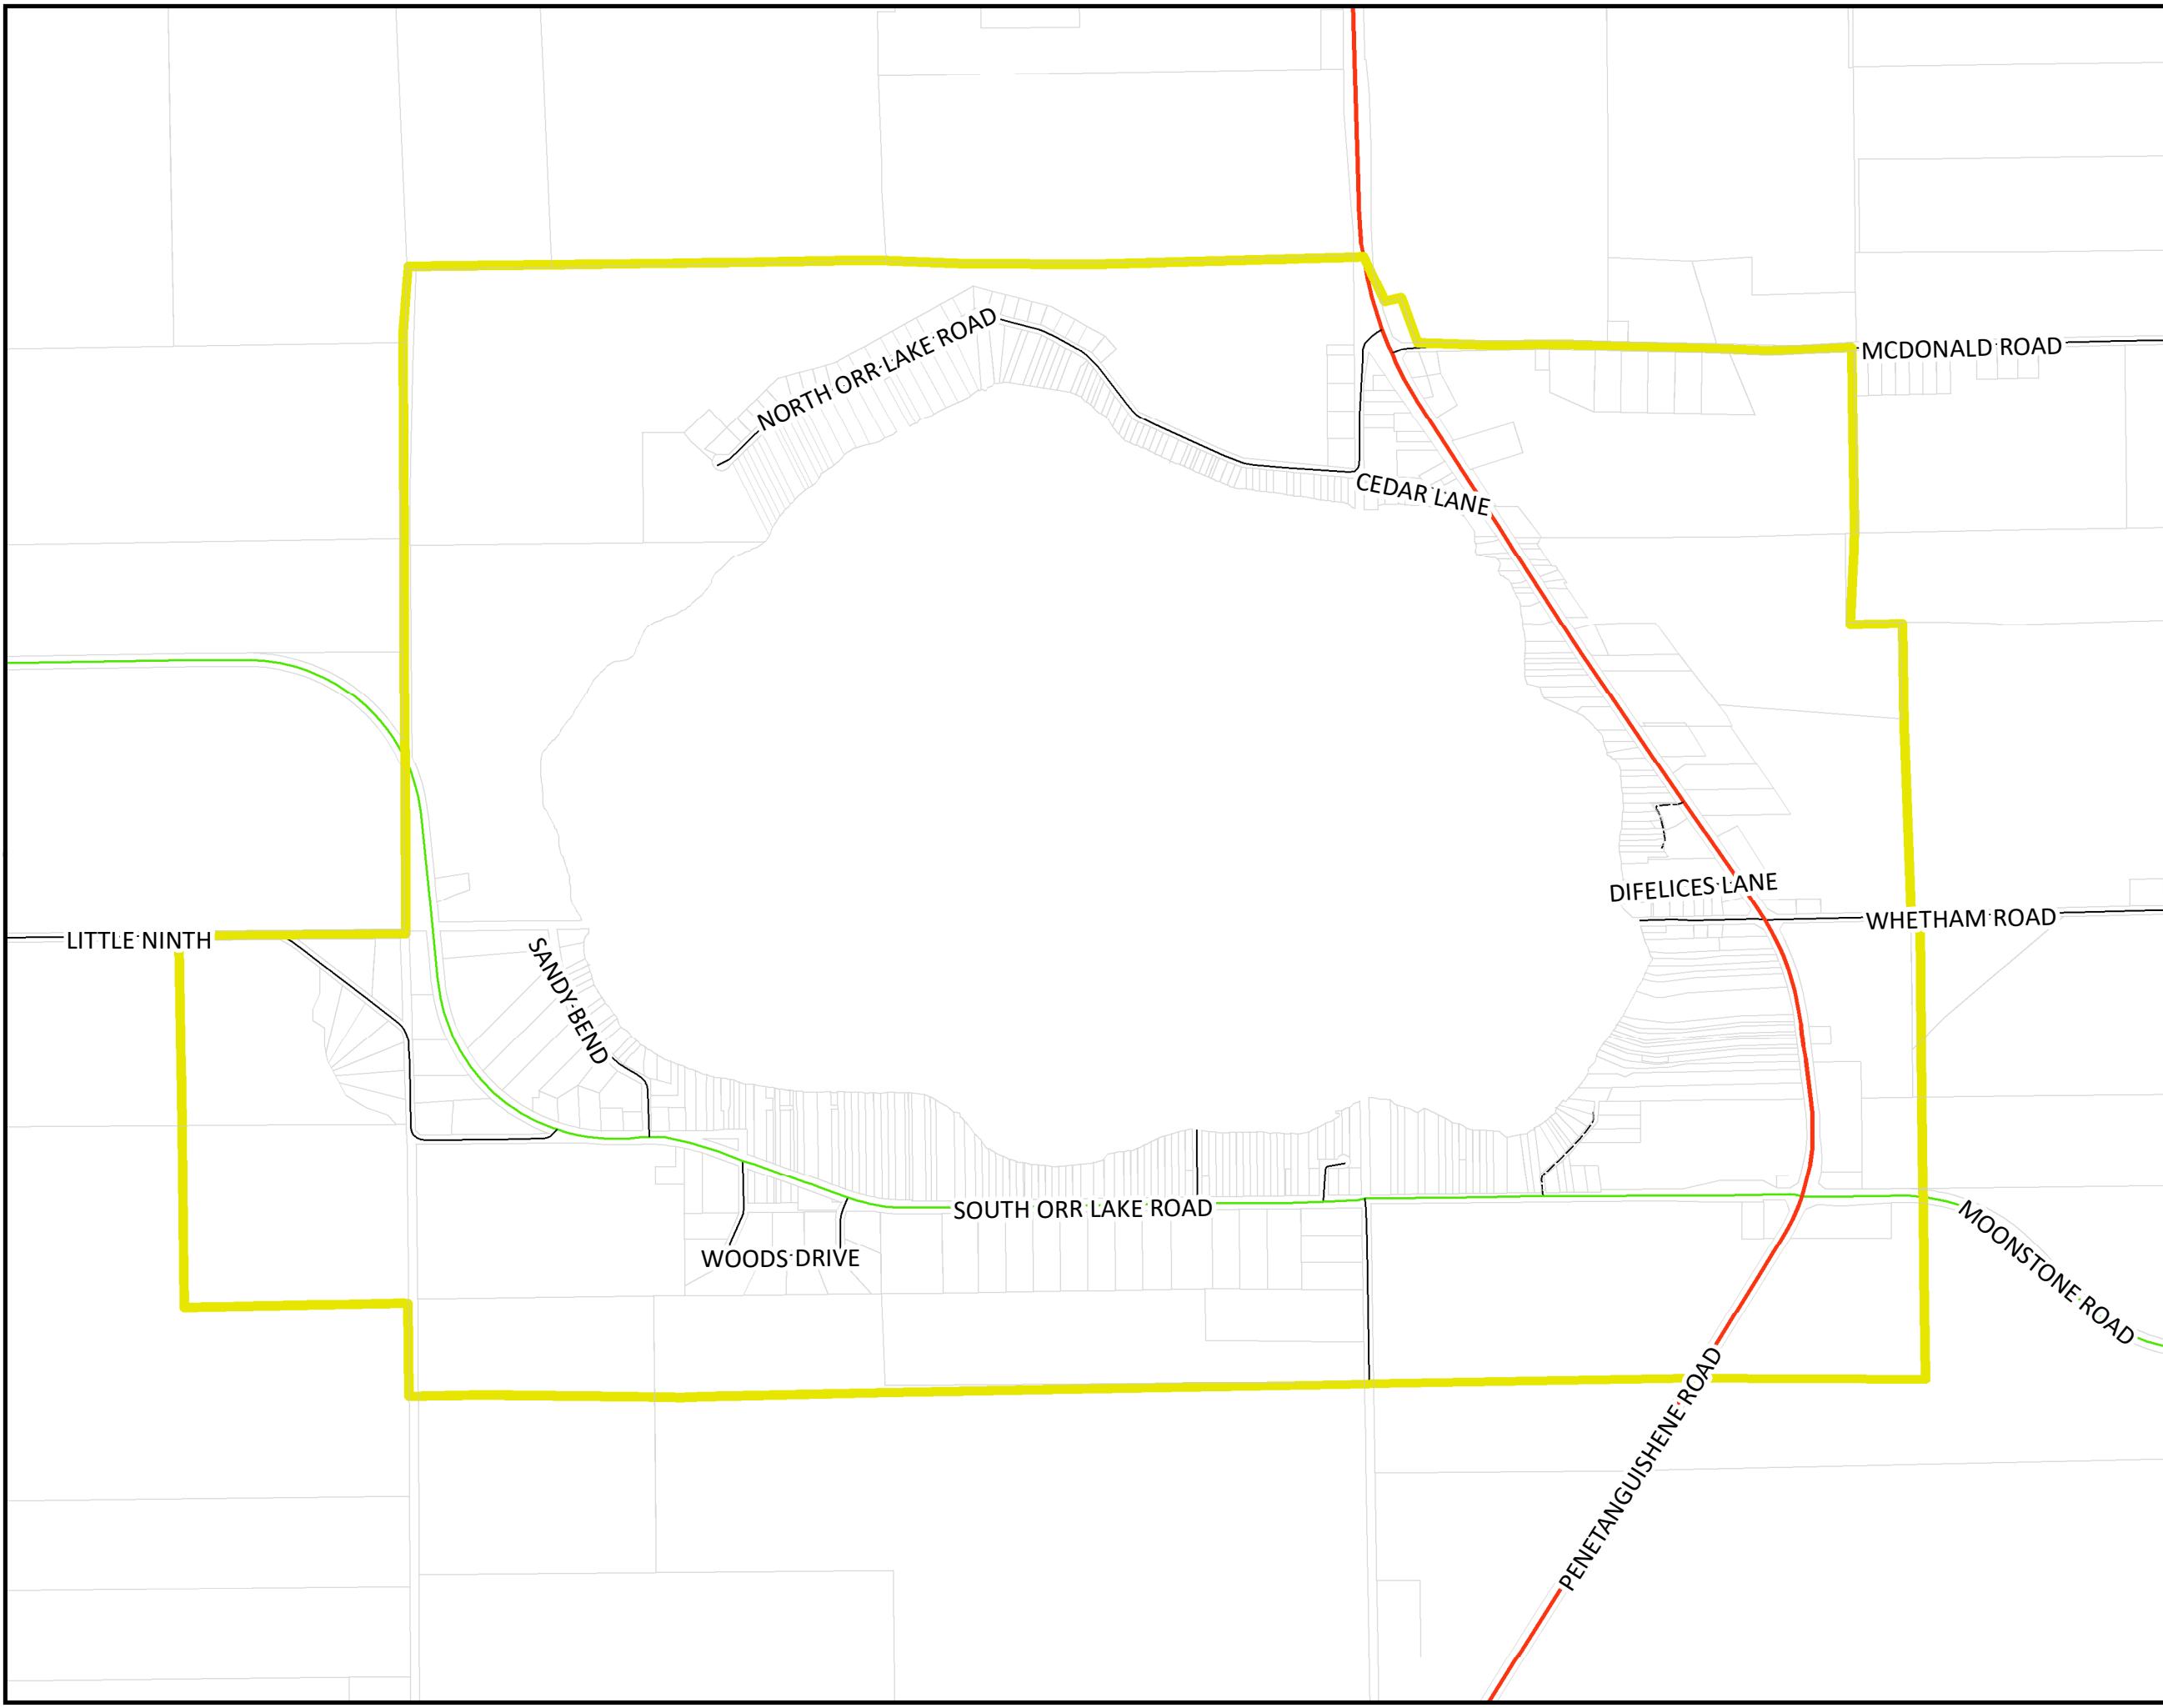 NORTH ORR LAKE ROAD
MCDONALD ROAD
CEDAR LANE
DIFELICES LANE
WHETHAM ROAD
LITTLE NINTH
SANDY BEND
SOUTH ORR LAKE ROAD
WOODS DRIVE
MOONSTONE ROAD
PENETANGUISHENE ROAD